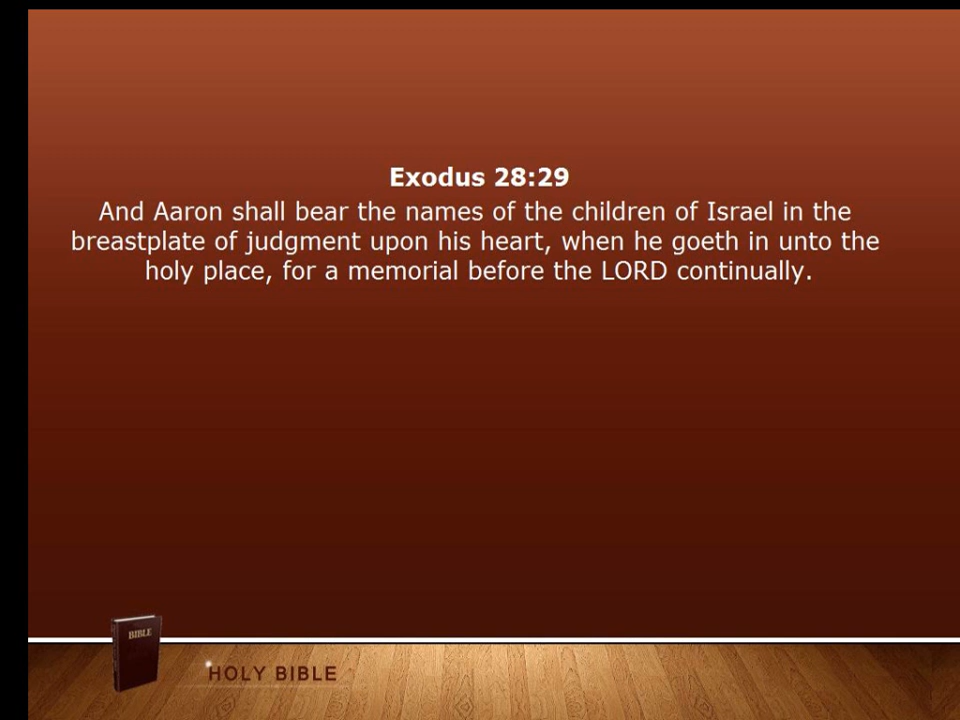 Exodus 28:29
And Aaron shall bear the names of the children of Israel in the
breastplate of judgment upon his heart, when he goeth in unto the
holy place, for a memorial before the LORD continually.
BIBLE
HOLY BIBLE